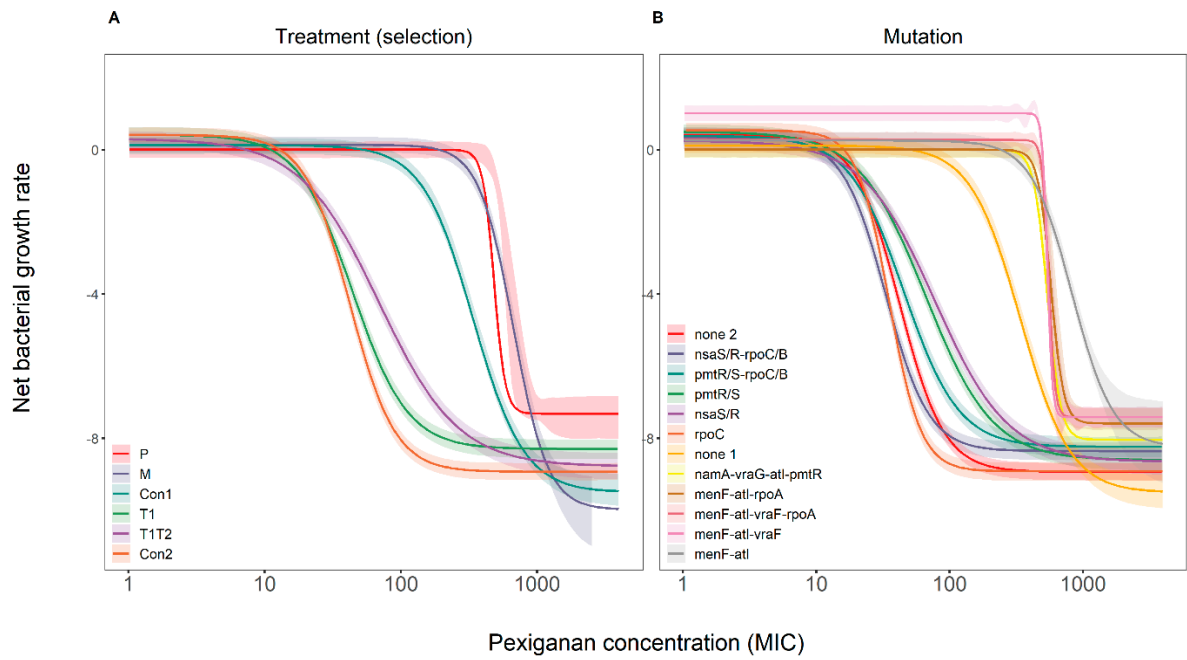 A
B
Treatment (selection)
Mutation
Net bacterial growth rate
0
-4
-8
P
M
Con1
T1
T1T2
Con2
1
10
100
1000
0
-4
-8
none 2
nsaS/R-rpoC/B
pmtR/S-rpoC/B
pmtR/S
nsaS/R
rpoC
none 1
namA-vraG-atl-pmtR
menF-atl-rpoA
menF-atl-vraF-rpoA
menF-atl-vraF
menF-atl
1
10
100
1000
Pexiganan concentration (MIC)